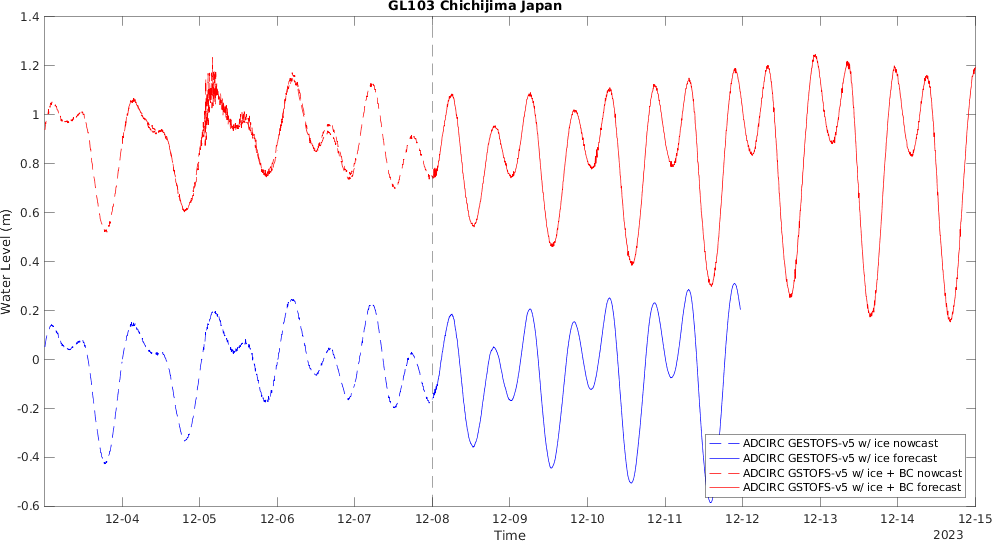 GL103 Chichijima Japan
1.4
1.2
1
0.8
0.6
0.4
0.2
0
-0.2
-0.4
-0.6
Water Level (m)
ADCIRC GESTOFS-v5 w/ ice nowcast
ADCIRC GESTOFS-v5 w/ ice forecast
ADCIRC GSTOFS-v5 w/ ice + BC nowcast
ADCIRC GSTOFS-v5 w/ ice + BC forecast
12-04 12-05 12-06 12-07 12-08 12-09 12-10 12-11 12-12 12-13 12-14 12-15
Time
2023